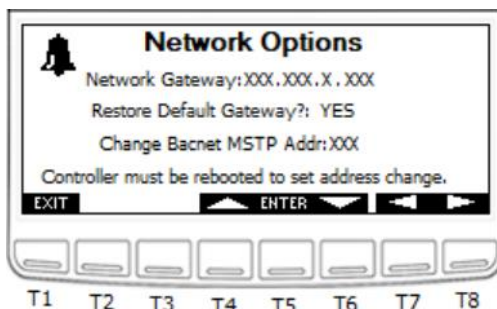 Network Options
Network Gateway:XXX.XXX.X.XXX
Restore Default Gateway?: YES
Change Bacnet MSTP Addr:XXX
Controller must be rebooted to set address change.
EXIT ENTER
T1 T2 T3 T4 T5 T6 T7 T8